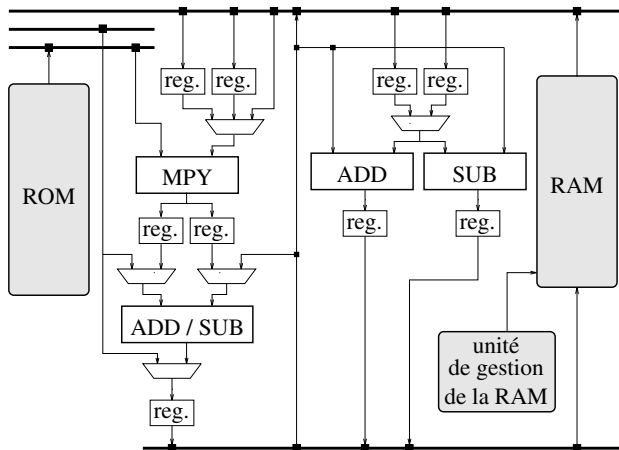 reg.
reg.
reg.
reg.
ROM
MPY
ADD
SUB
RAM
reg.
reg.
reg.
reg.
ADD / SUB
unité
de gestion
de la RAM
reg.